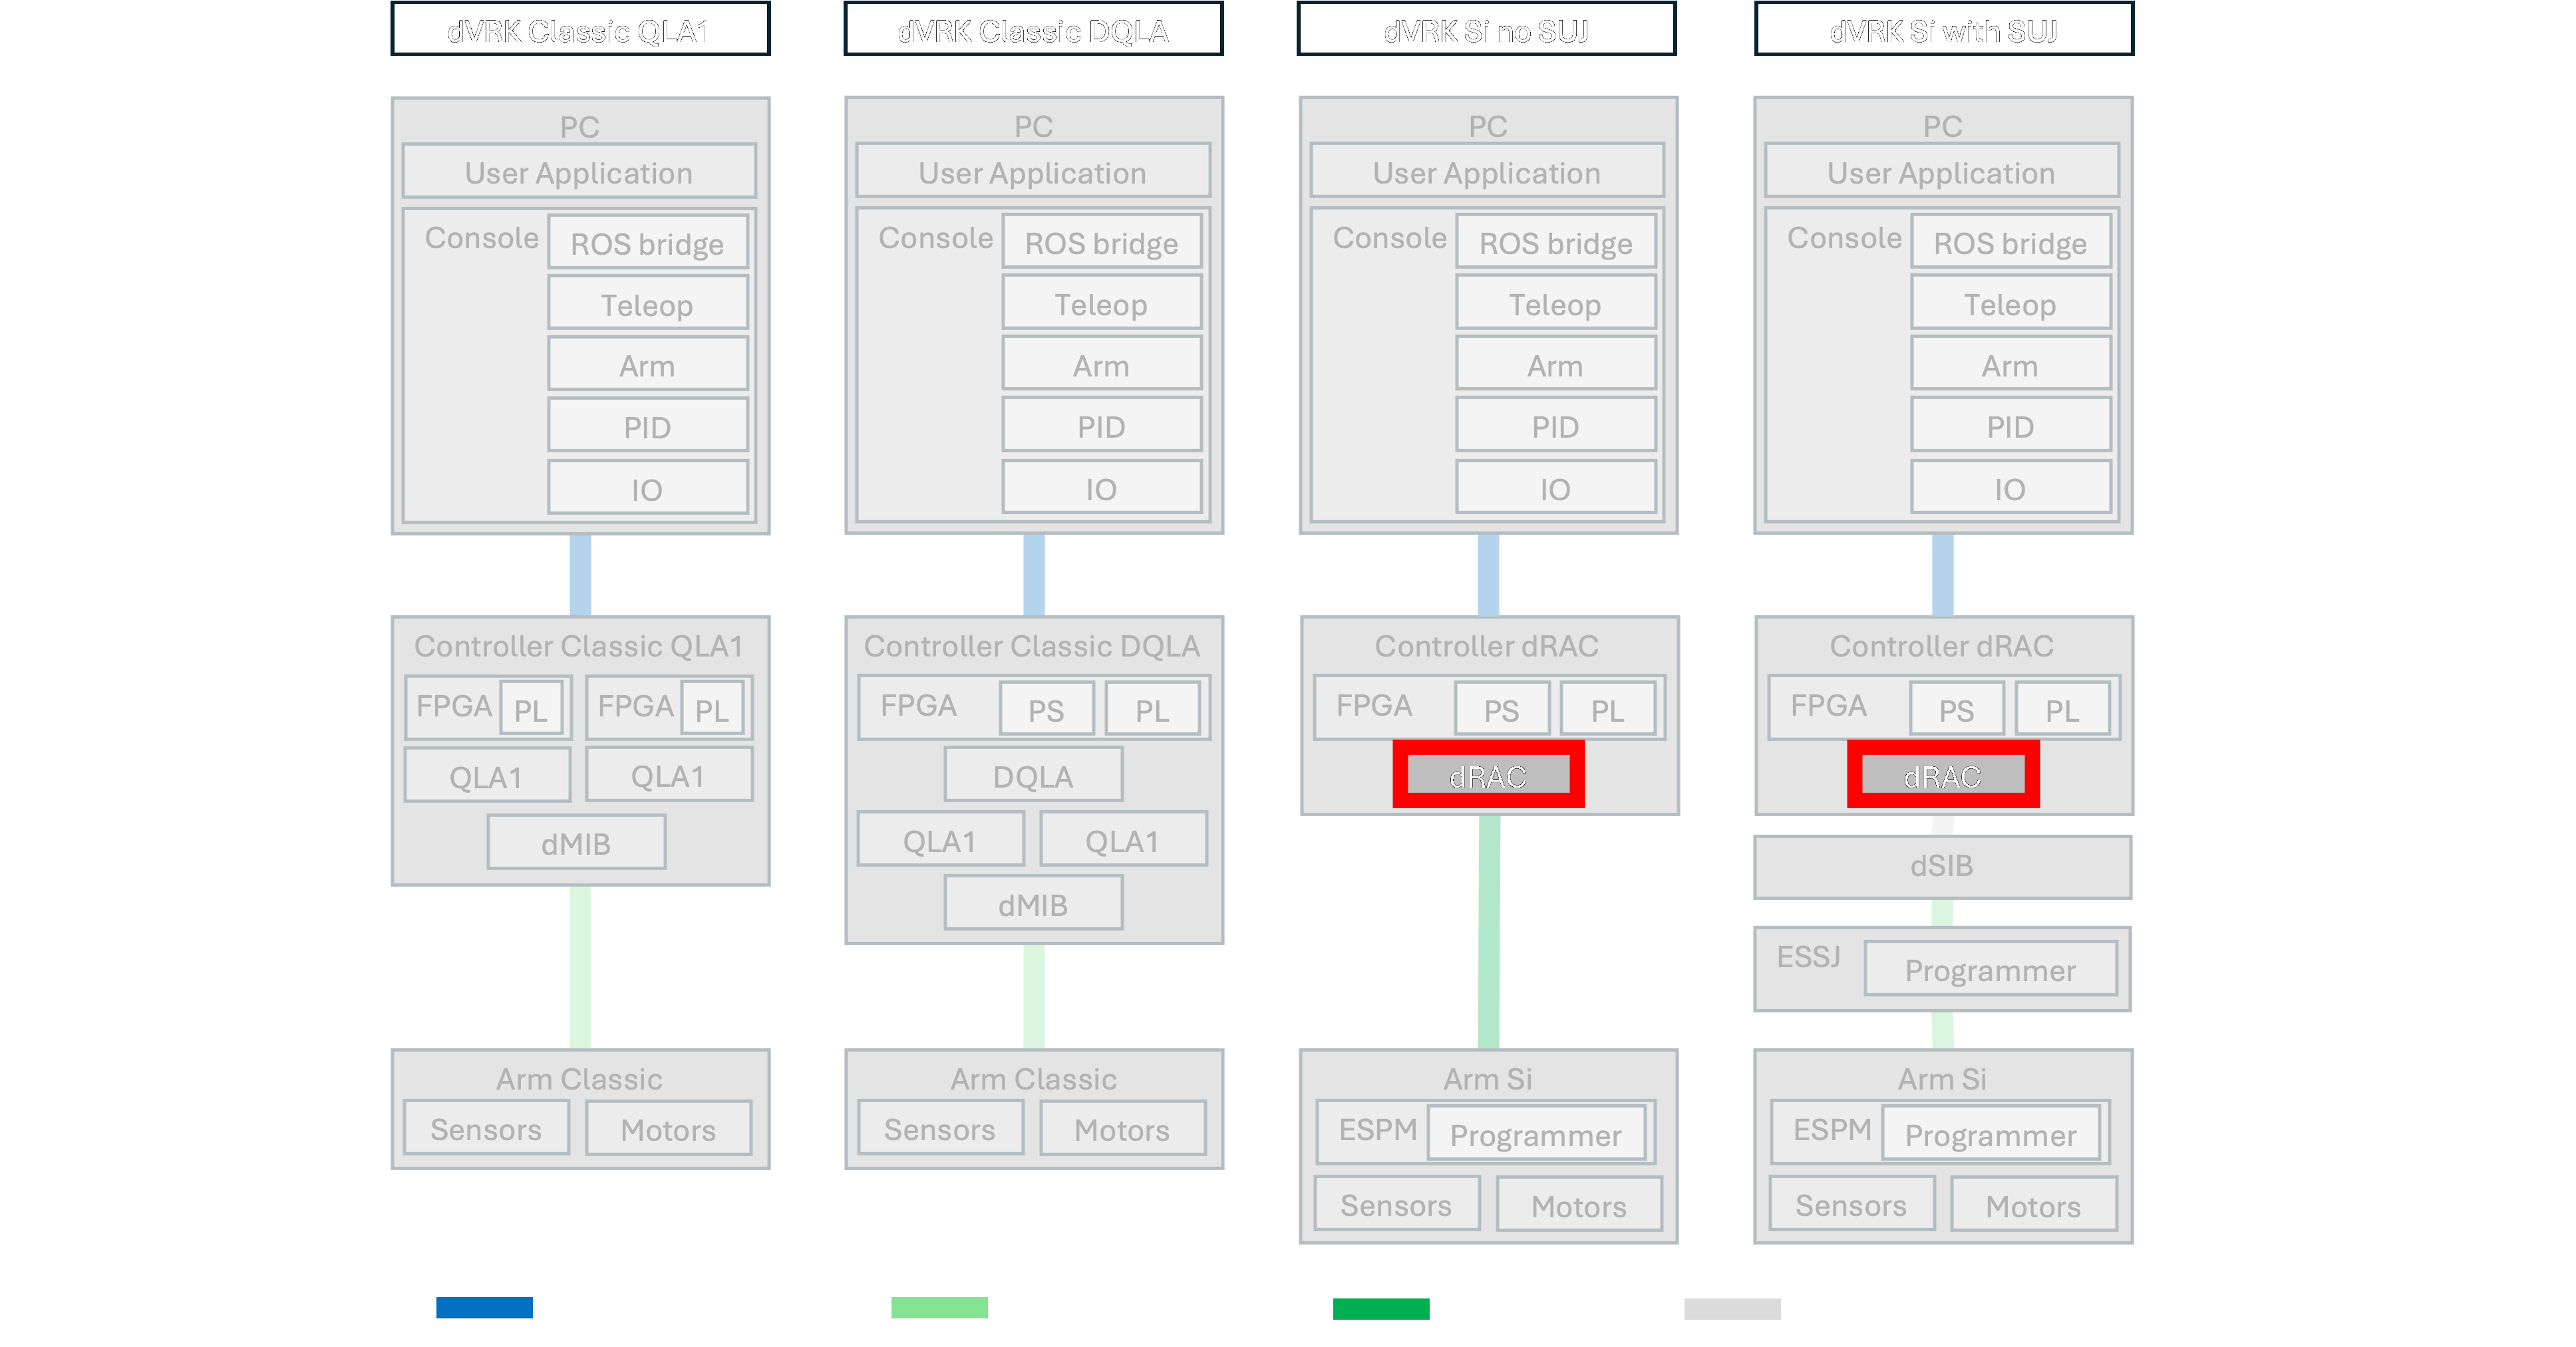 dVRK Classic QLA1
dVRK Classic DQLA
dVRK Si no SUJ
dVRK Si with SUJ
PC
User Application
Console
ROS bridge
Teleop
Arm
PID
IO
Controller Classic QLA1
FPGA PL
FPGA PL
QLA1
QLA1
dMIB
Arm Classic
Sensors
Motors
PC
User Application
Console
ROS bridge
Teleop
Arm
PID
IO
Controller Classic DQLA
FPGA PS PL
DQLA
QLA1
QLA1
dMIB
Arm Classic
Sensors
Motors
PC
User Application
Console
ROS bridge
Teleop
Arm
PID
IO
Controller dRAC
FPGA PS PL
dRAC
Arm Si
ESPM Programmer
Sensors
Motors
PC
User Application
Console
ROS bridge
Teleop
Arm
PID
IO
Controller dRAC
FPGA PS PL
dRAC
dSIB
ESSJ Programmer
Arm Si
ESPM Programmer
Sensors
Motors